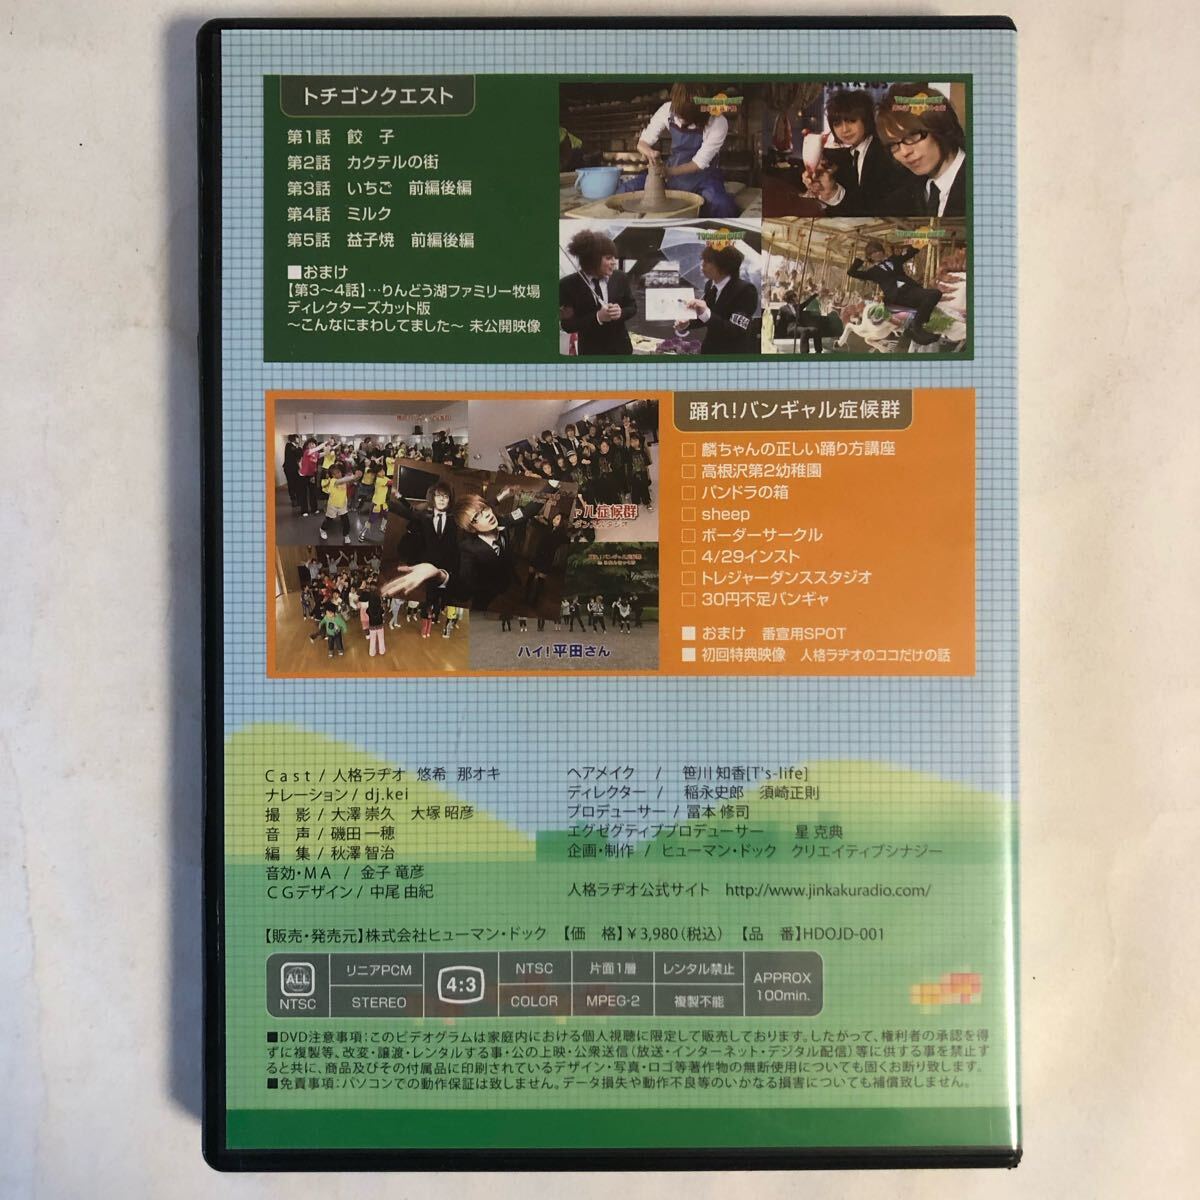 トチゴンクエスト
第1話 餃 子
第2話 カクテルの街
第3話 いちご 前編後編
第4話 ミルク
第5話 益子焼 前編後編
■おまけ
【第3〜4話】…りんどう湖ファミリー牧場
ディレクターズカット版
〜こんなにまわしてました〜 未公開映像
踊れ!バンギャル症候群
□ 麟ちゃんの正しい踊り方講座
□ 高根沢第2幼稚園
□ パンドラの箱
□ sheep
□ ボーダーサークル
□ 4/29インスト
□ トレジャーダンススタジオ
□ 30円不足バンギャ
■ おまけ 番宣用SPOT
■ 初回特典映像 人格ラヂオのココだけの話
ャル症候群
ダンススタジオ
ハイ!平田さん
Cast / 人格ラヂオ 悠希 那オキ
ナレーション / dj.kei
撮 影 / 大澤 崇久 大塚 昭彦
音 声 / 磯田 一穂
編 集 / 秋澤 智治
音効・MA / 金子 竜彦
CGデザイン / 中尾 由紀
ヘアメイク / 笹川 知香[T's-life]
ディレクター / 稲永史郎 須崎正則
プロデューサー / 冨本 修司
エグゼグティブプロデューサー 星 克典
企画・制作 / ヒューマン・ドック クリエイティブシナジー
人格ラヂオ公式サイト http://www.jinkakuradio.com/
【販売・発売元】株式会社ヒューマン・ドック 【価 格】¥3,980(税込) 【品 番】HDOJD-001
ALL
NTSC
リニアPCM
STEREO
4:3
NTSC
COLOR
片面1層
MPEG-2
レンタル禁止
複製不能
APPROX
100min.
■DVD注意事項:このビデオグラムは家庭内における個人視聴に限定して販売しております。したがって、権利者の承認を得
ずに複製等、改変・譲渡・レンタルする事・公の上映・公衆送信(放送・インターネット・デジタル配信)等に供する事を禁止す
ると共に、商品及びその付属品に印刷されているデザイン・写真・ロゴ等著作物の無断使用についても固くお断り致します。
■免責事項:パソコンでの動作保証は致しません。データ損失や動作不良等のいかなる損害についても補償致しません。